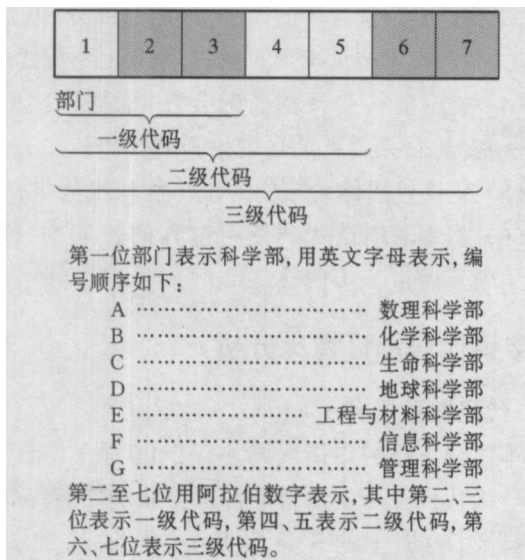 1 2 3 4 5 6 7
部门
一级代码
二级代码
三级代码
第一位部门表示科学部,用英文字母表示,编
号顺序如下:
A ………………………… 数理科学部
B ………………………… 化学科学部
C ………………………… 生命科学部
D ………………………… 地球科学部
E ………………… 工程与材料科学部
F ………………………… 信息科学部
G ………………………… 管理科学部
第二至七位用阿拉伯数字表示,其中第二、三
位表示一级代码,第四、五表示二级代码,第
六、七位表示三级代码。